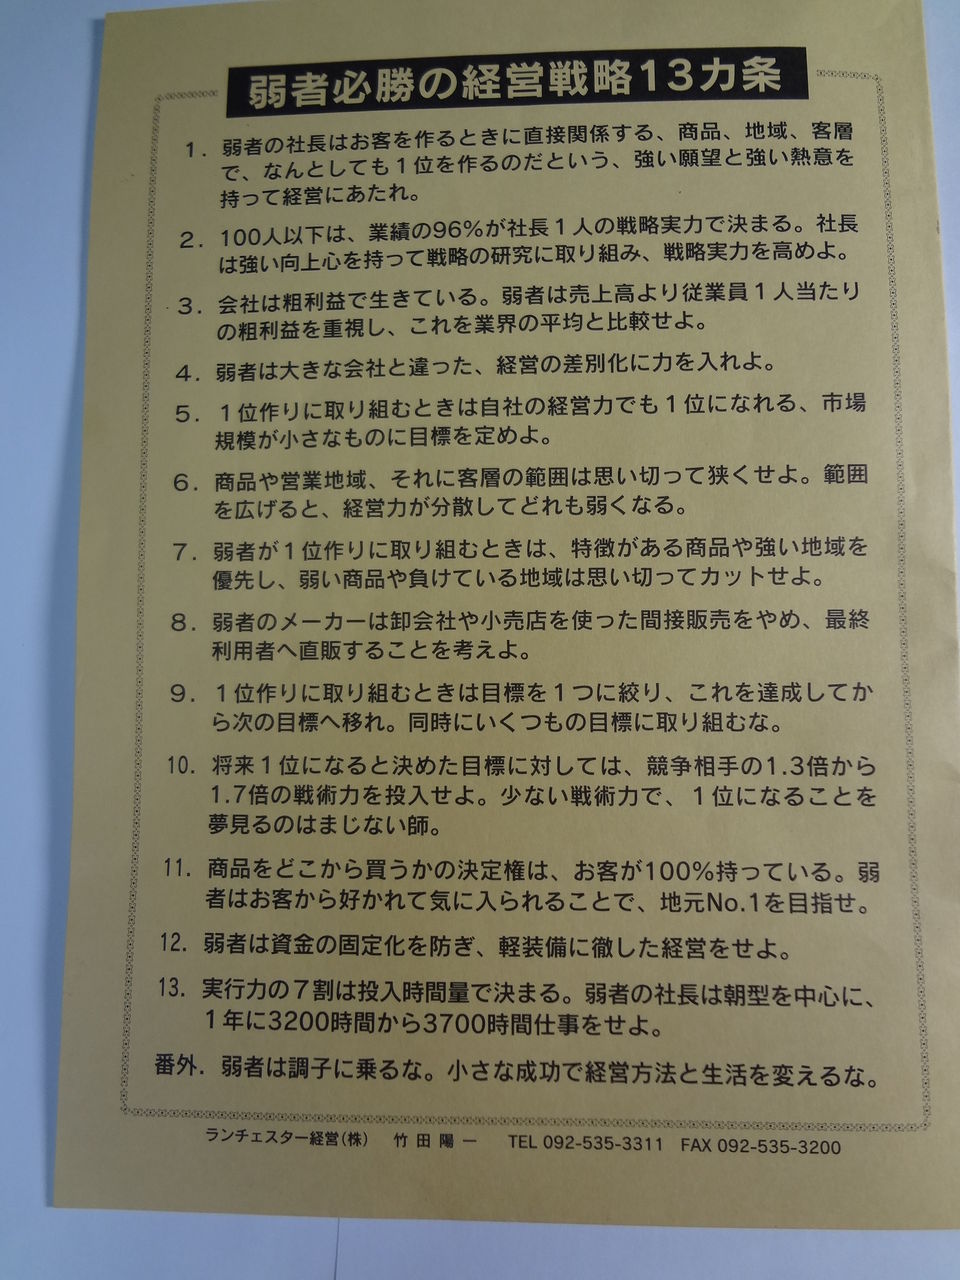 弱者必勝の経営戦略13カ条
1. 弱者の社長はお客を作るときに直接関係する、商品、地域、客層
で、なんとしても1位を作るのだという、強い願望と強い熱意を
持って経営にあたれ。
2. 100人以下は、業績の96%が社長1人の戦略実力で決まる。社長
は強い向上心を持って戦略の研究に取り組み、戦略実力を高めよ。
3. 会社は粗利益で生きている。弱者は売上高より従業員1人当たり
の粗利益を重視し、これを業界の平均と比較せよ。
4. 弱者は大きな会社と違った、経営の差別化に力を入れよ。
5. 1位作りに取り組むときは自社の経営力でも1位になれる、市場
規模が小さなものに目標を定めよ。
6. 商品や営業地域、それに客層の範囲は思い切って狭くせよ。範囲
を広げると、経営力が分散してどれも弱くなる。
7. 弱者が1位作りに取り組むときは、特徴がある商品や強い地域を
優先し、弱い商品や負けている地域は思い切ってカットせよ。
8. 弱者のメーカーは卸会社や小売店を使った間接販売をやめ、最終
利用者へ直販することを考えよ。
9. 1位作りに取り組むときは目標を1つに絞り、これを達成してか
ら次の目標へ移れ。同時にいくつもの目標に取り組むな。
10. 将来1位になると決めた目標に対しては、競争相手の1.3倍から
1.7倍の戦術力を投入せよ。少ない戦術力で、1位になることを
夢見るのはまじない師。
11. 商品をどこから買うかの決定権は、お客が100%持っている。弱
者はお客から好かれて気に入られることで、地元No.1を目指せ。
12. 弱者は資金の固定化を防ぎ、軽装備に徹した経営をせよ。
13. 実行力の7割は投入時間量で決まる。弱者の社長は朝型を中心に、
1年に3200時間から3700時間仕事をせよ。
番外. 弱者は調子に乗るな。小さな成功で経営方法と生活を変えるな。
ランチェスター経営(株) 竹田陽一 TEL 092-535-3311 FAX 092-535-3200